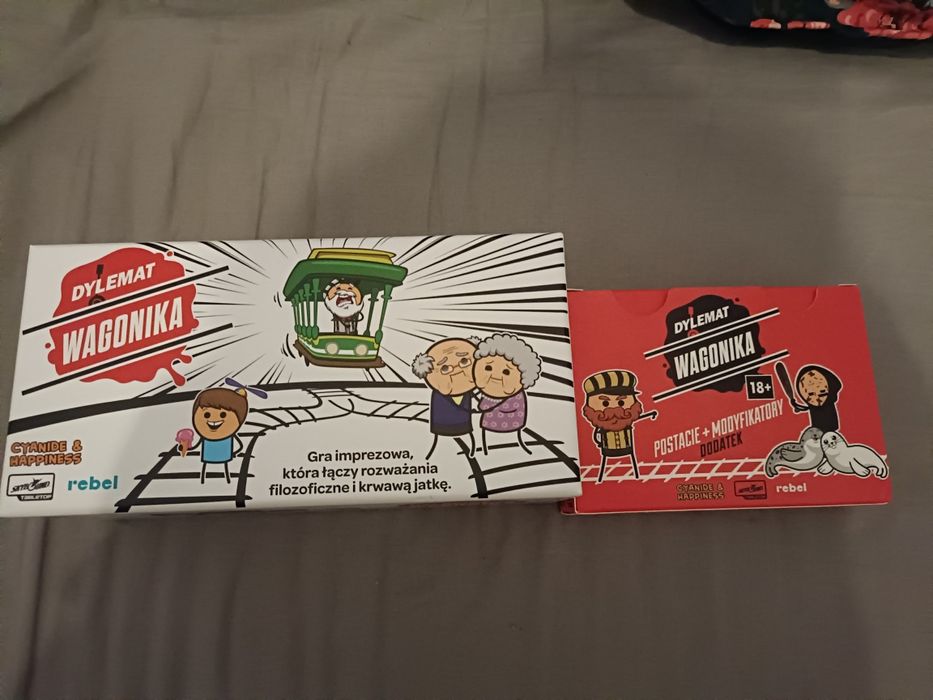 DYLEMAT
WAGONIKA
CYANIDE &
HAPPINESS
TABLETOP
rebel
Gra imprezowa,
która łączy rozważania
filozoficzne i krwawą jatkę.
DYLEMAT
WAGONIKA
18+
POSTACIE + MODYFIKATORY
DODATEK
CYANIDE &
HAPPINESS
rebel